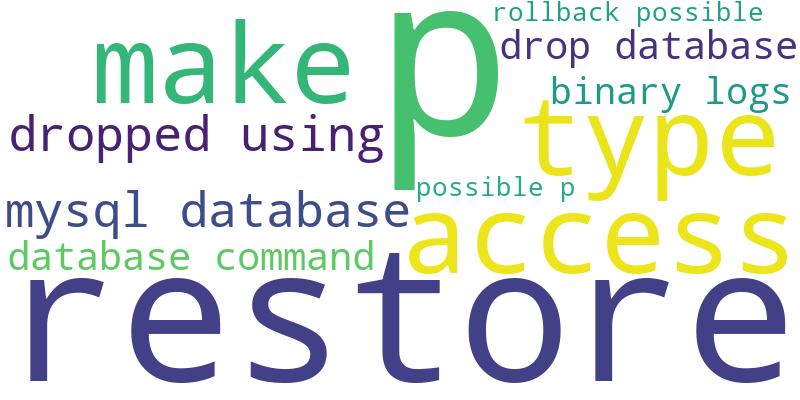 rollback possible
make
p
drop database
binary logs
dropped using
type
possible p
mysql database
access
database command
restore